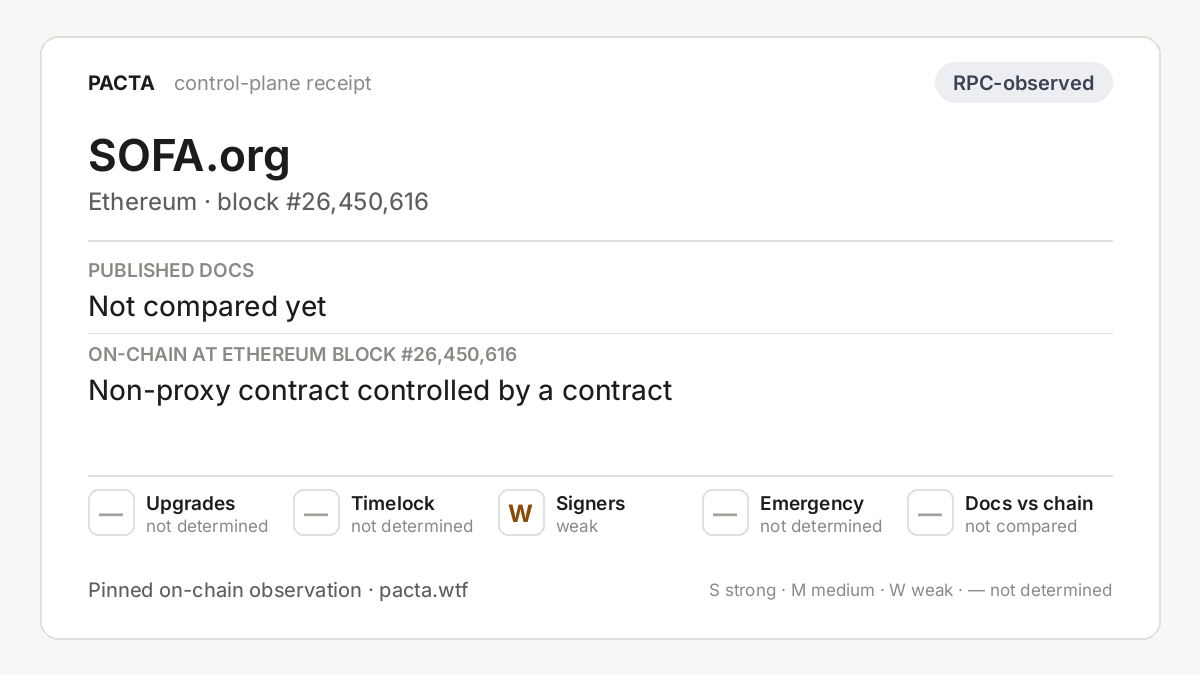 PACTA control-plane receipt
RPC-observed
SOFA.org
Ethereum · block #26,450,616
PUBLISHED DOCS
Not compared yet
ON-CHAIN AT ETHEREUM BLOCK #26,450,616
Non-proxy contract controlled by a contract
— Upgrades
not determined
— Timelock
not determined
W Signers
weak
— Emergency
not determined
— Docs vs chain
not compared
Pinned on-chain observation · pacta.wtf
S strong · M medium · W weak · — not determined